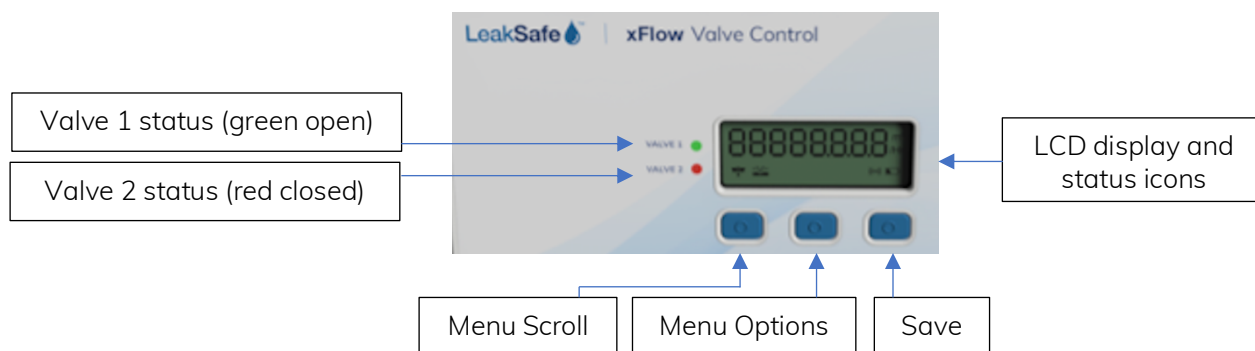 LeakSafe™ | xFlow Valve Control
Valve 1 status (green open)
Valve 2 status (red closed)
VALVE 1
VALVE 2
88888888
LCD display and
status icons
Menu Scroll
Menu Options
Save